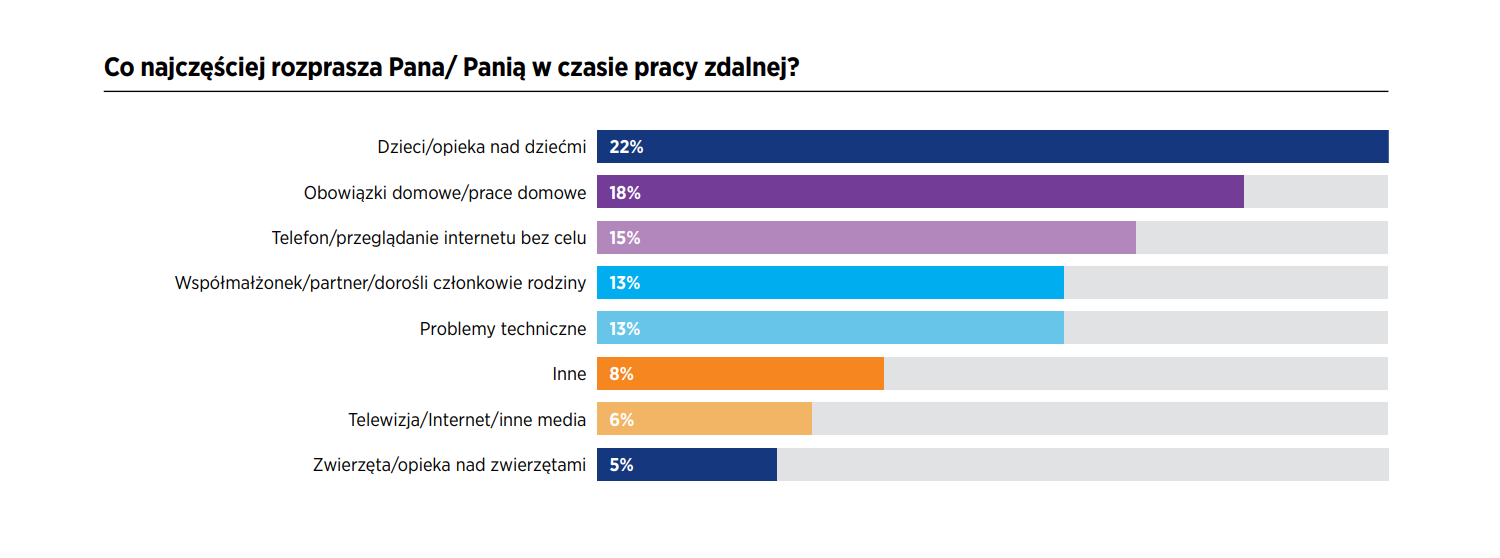 Co najczęściej rozprasza Pana/ Panią w czasie pracy zdalnej?
Dzieci/opieka nad dziećmi 22%
Obowiązki domowe/prace domowe 18%
Telefon/przeglądanie internetu bez celu 15%
Współmałżonek/partner/dorośli członkowie rodziny 13%
Problemy techniczne 13%
Inne 8%
Telewizja/Internet/inne media 6%
Zwierzęta/opieka nad zwierzętami 5%